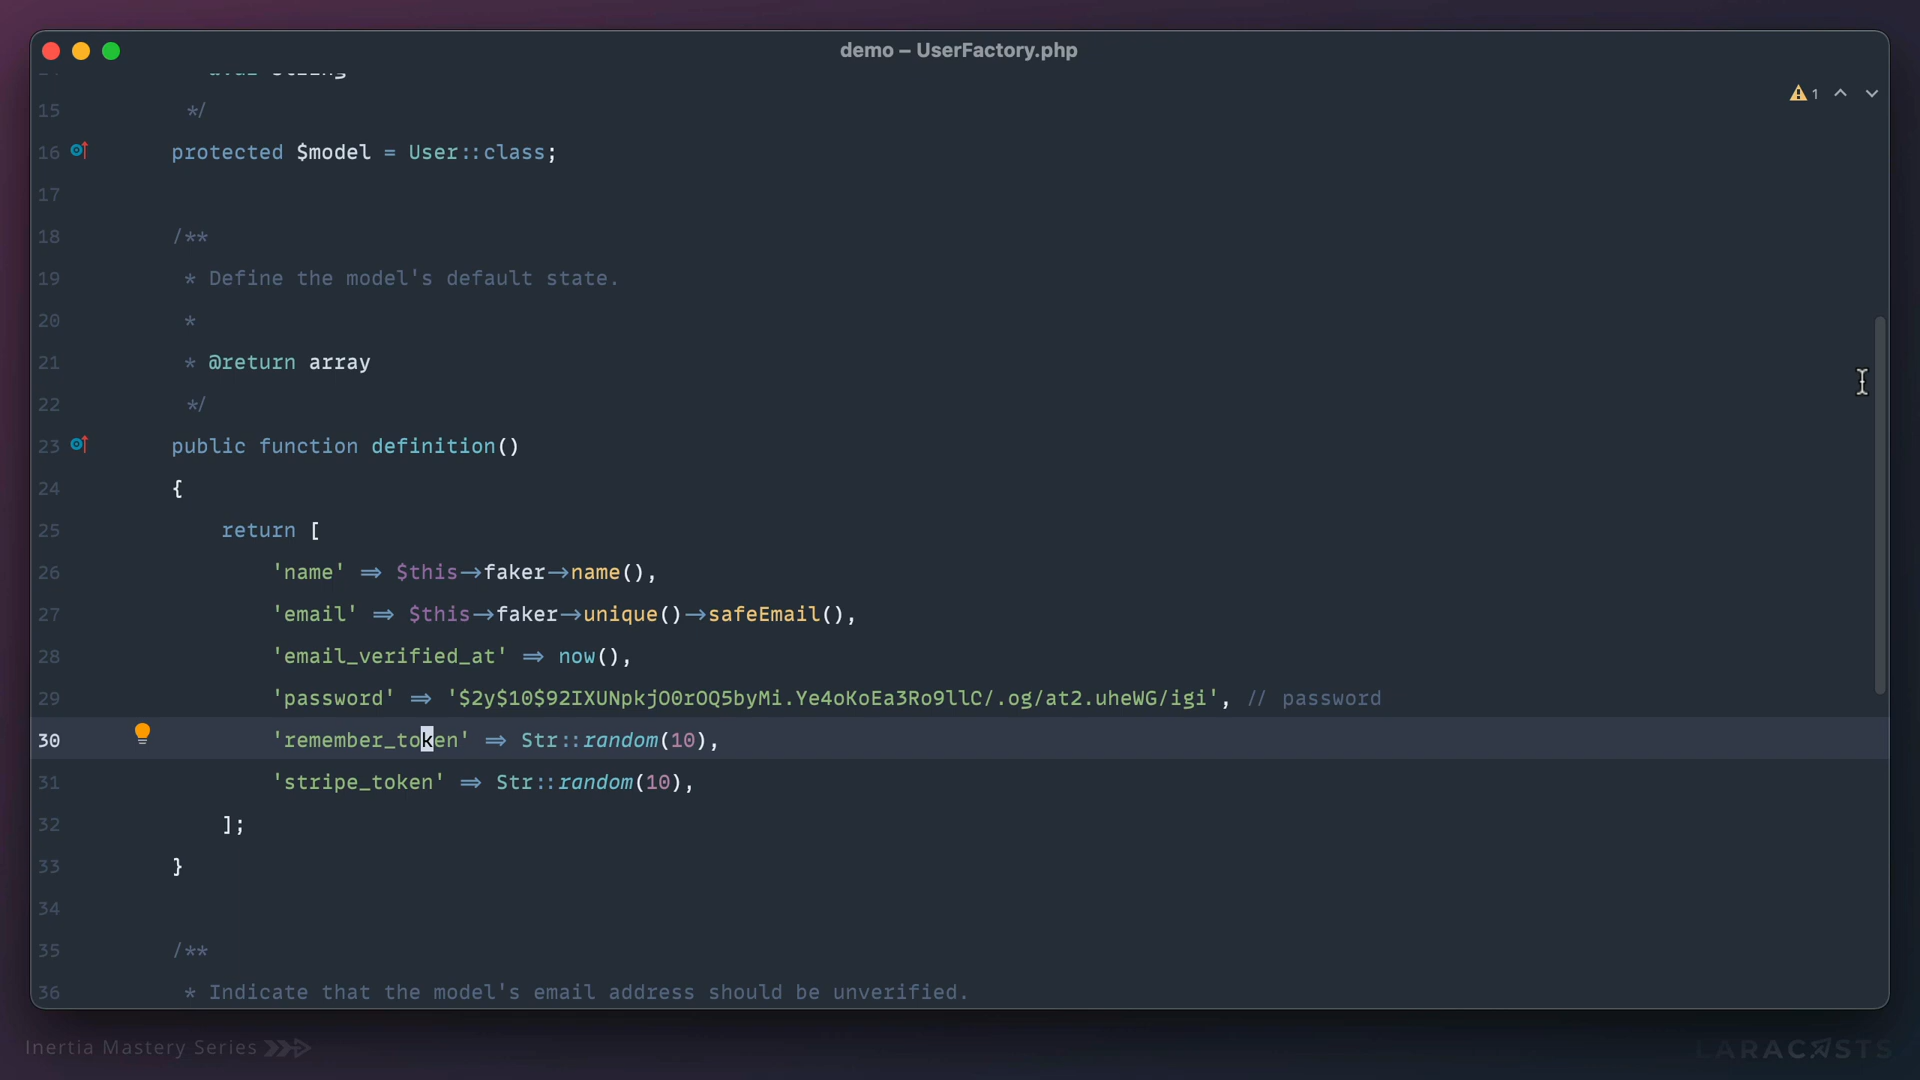 demo – UserFactory.php
string
1
15 */
16 protected $model = User::class;
17
18 /**
19 * Define the model's default state.
20 *
21 * @return array
22 */
23 public function definition()
24 {
25 return [
26 'name' => $this->faker->name(),
27 'email' => $this->faker->unique()->safeEmail(),
28 'email_verified_at' => now(),
29 'password' => '$2y$10$92IXUNpkjO0rOQ5byMi.Ye4oKoEa3Ro9llC/.og/at2.uheWG/igi', // password
30 'remember_token' => Str::random(10),
31 'stripe_token' => Str::random(10),
32 ];
33 }
34
35 /**
36 * Indicate that the model's email address should be unverified.
Inertia Mastery Series
LARACASTS